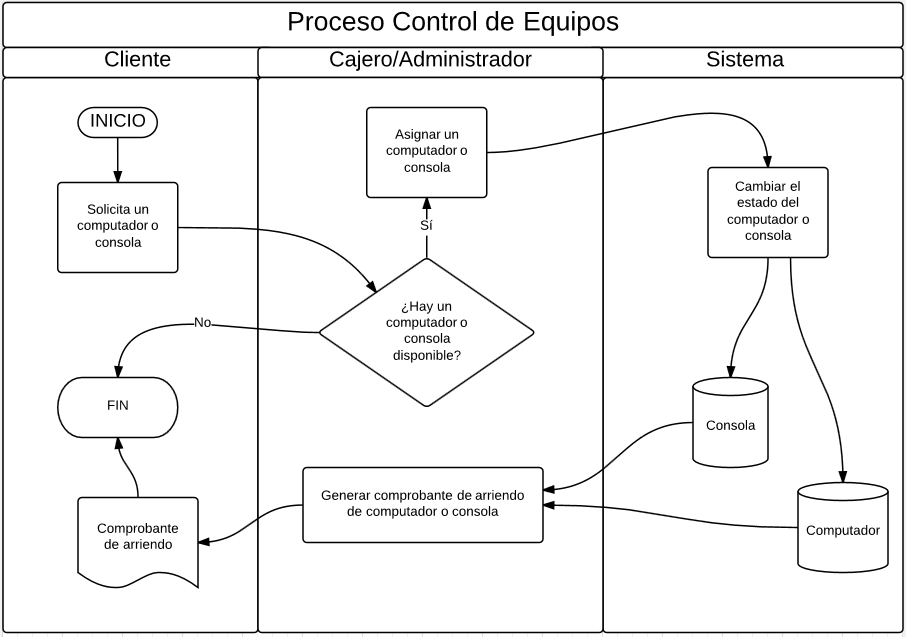 Proceso Control de Equipos
Cliente
Cajero/Administrador
Sistema
INICIO
Solicita un
computador o
consola
Asignar un
computador o
consola
Sí
¿Hay un
computador o
consola
disponible?
No
Cambiar el
estado del
computador o
consola
FIN
Consola
Computador
Generar comprobante de arriendo
de computador o consola
Comprobante
de arriendo